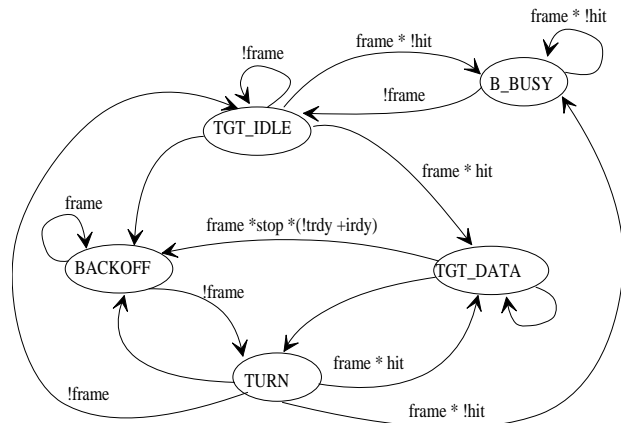 frame * !hit
frame * !hit
!frame
B_BUSY
!frame
TGT_IDLE
frame * hit
frame
frame *stop *(!trdy +irdy)
BACKOFF
TGT_DATA
!frame
frame * hit
TURN
!frame
frame * !hit